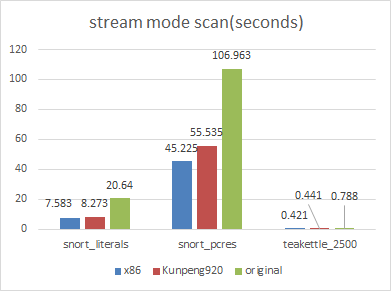 stream mode scan(seconds)
120
100
80
60
40
20
0
7.583
8.273
20.64
45.225
55.535
106.963
0.421
0.441
0.788
snort_literals
snort_pcres
teakettle_2500
x86
Kunpeng920
original